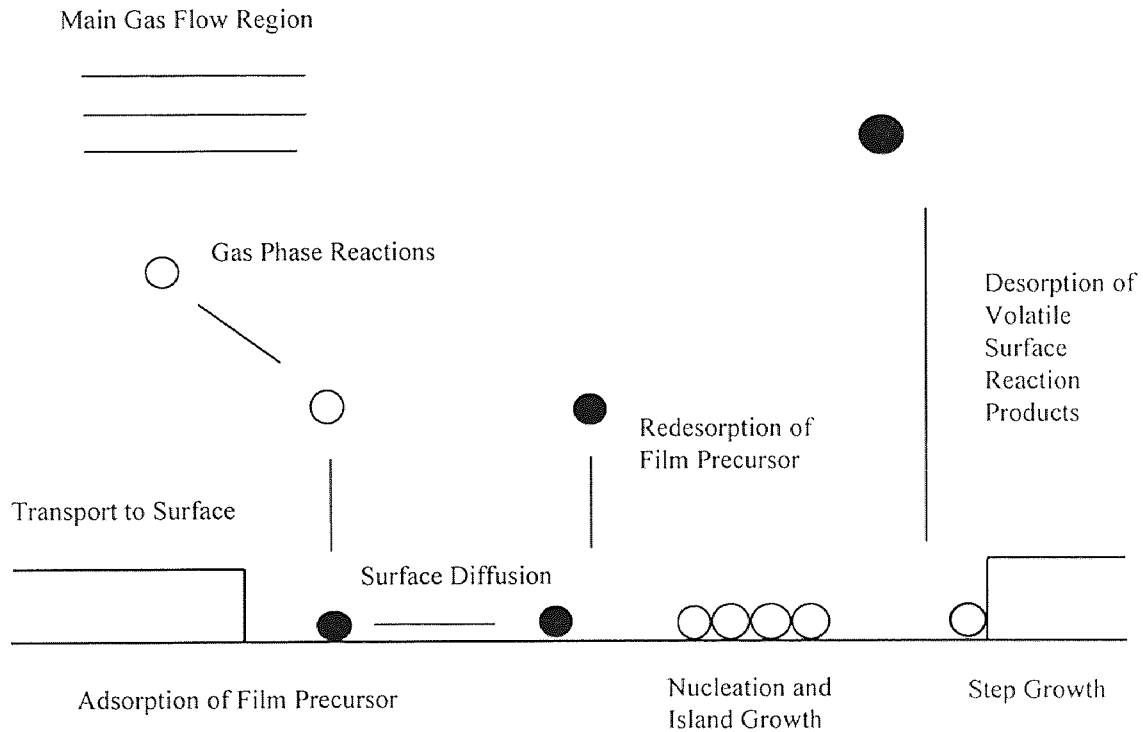 Main Gas Flow Region
Gas Phase Reactions
Desorption of
Volatile
Surface
Reaction
Products
Redesorption of
Film Precursor
Transport to Surface
Surface Diffusion
Adsorption of Film Precursor
Nucleation and
Island Growth
Step Growth